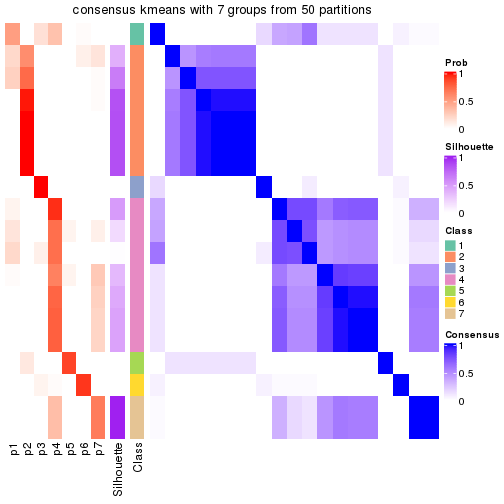 consensus kmeans with 7 groups from 50 partitions
Prob
1
0.5
0
Silhouette
1
0.5
0
Class
1
2
3
4
5
6
7
Consensus
1
0.5
0
p1
p2
p3
p4
p5
p6
p7
Silhouette
Class